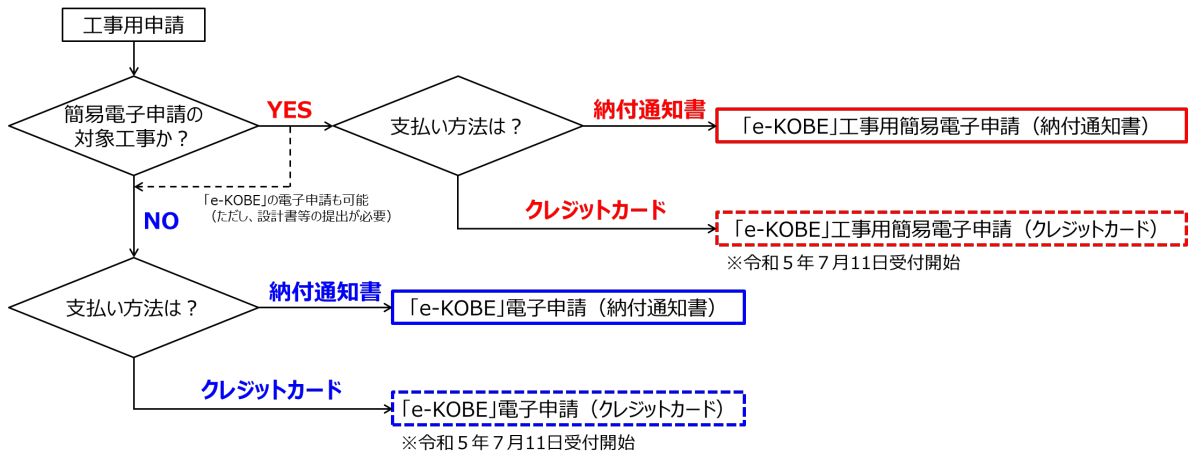 工事用申請
簡易電子申請の
対象工事か？
YES
支払い方法は？
納付通知書
「e-KOBE」工事用簡易電子申請（納付通知書）
「e-KOBE」の電子申請も可能
（ただし、設計書等の提出が必要）
クレジットカード
「e-KOBE」工事用簡易電子申請（クレジットカード）
※令和５年７月11日受付開始
NO
支払い方法は？
納付通知書
「e-KOBE」電子申請（納付通知書）
クレジットカード
「e-KOBE」電子申請（クレジットカード）
※令和５年７月11日受付開始